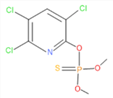 Cl Cl
Cl N O
S P O
O